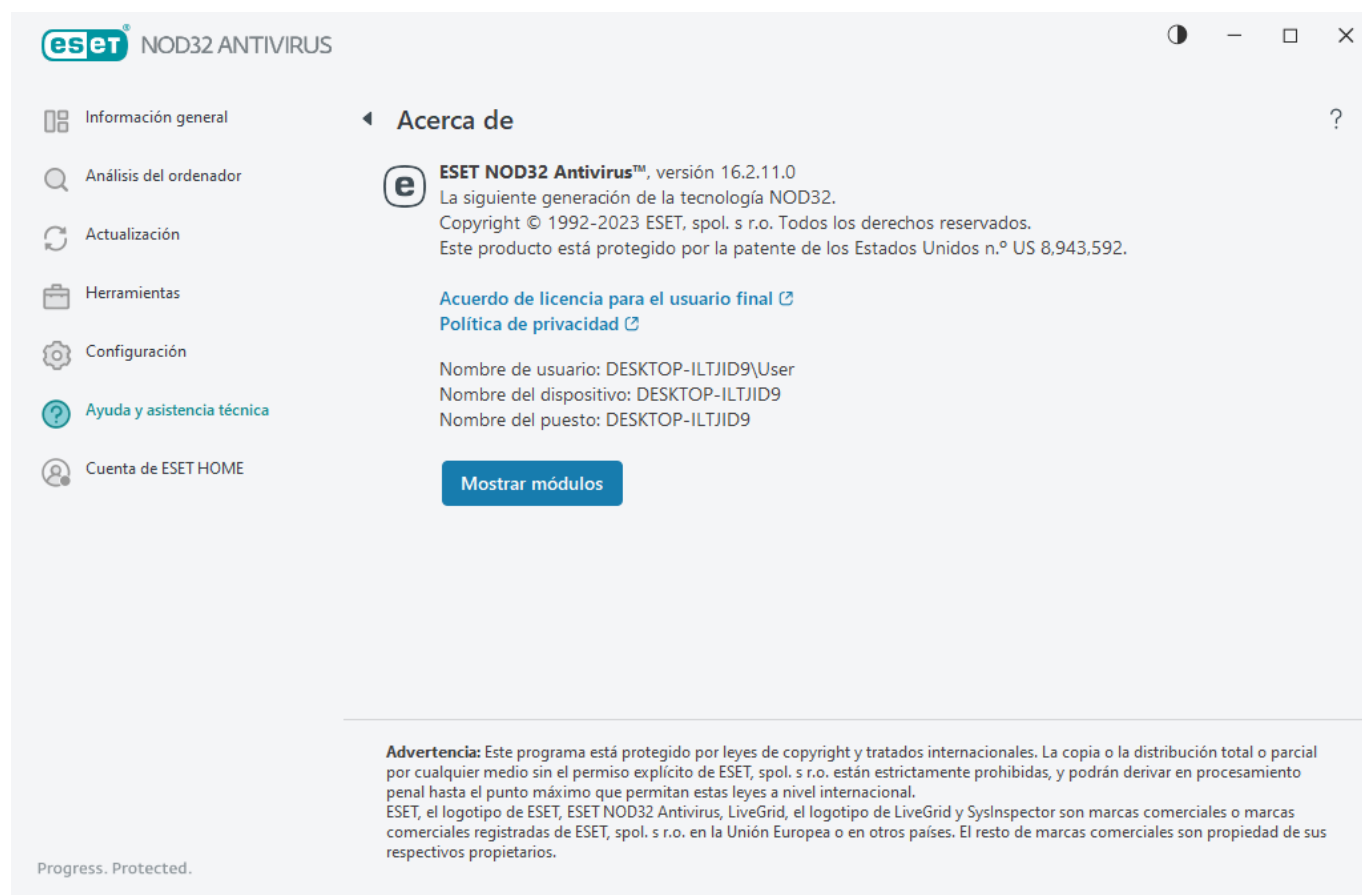 eset® NOD32 ANTIVIRUS
Información general
Análisis del ordenador
Actualización
Herramientas
Configuración
Ayuda y asistencia técnica
Cuenta de ESET HOME
Acerca de
?
e
ESET NOD32 Antivirus™, versión 16.2.11.0
La siguiente generación de la tecnología NOD32.
Copyright © 1992-2023 ESET, spol. s r.o. Todos los derechos reservados.
Este producto está protegido por la patente de los Estados Unidos n.º US 8,943,592.
Acuerdo de licencia para el usuario final
Política de privacidad
Nombre de usuario: DESKTOP-ILTJID9\User
Nombre del dispositivo: DESKTOP-ILTJID9
Nombre del puesto: DESKTOP-ILTJID9
Mostrar módulos
Advertencia: Este programa está protegido por leyes de copyright y tratados internacionales. La copia o la distribución total o parcial
por cualquier medio sin el permiso explícito de ESET, spol. s r.o. están estrictamente prohibidas, y podrán derivar en procesamiento
penal hasta el punto máximo que permitan estas leyes a nivel internacional.
ESET, el logotipo de ESET, ESET NOD32 Antivirus, LiveGrid, el logotipo de LiveGrid y SysInspector son marcas comerciales o marcas
comerciales registradas de ESET, spol. s r.o. en la Unión Europea o en otros países. El resto de marcas comerciales son propiedad de sus
respectivos propietarios.
Progress. Protected.